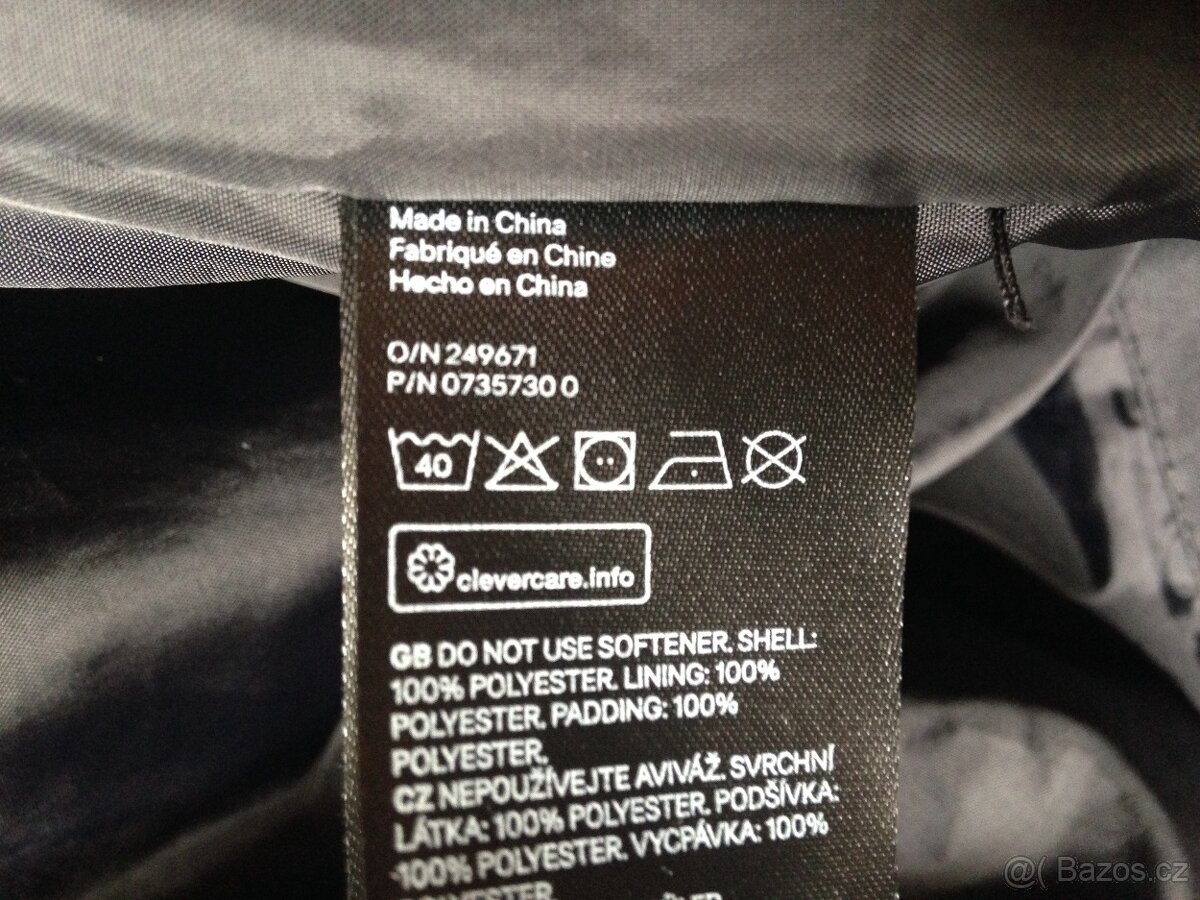 Made in China
Fabriqué en Chine
Hecho en China
O/N 249671
P/N 0735730 0
40
clevercare.info
GB DO NOT USE SOFTENER. SHELL:
100% POLYESTER. LINING: 100%
POLYESTER. PADDING: 100%
POLYESTER.
CZ NEPOUŽÍVEJTE AVIVÁŽ. SVRCHNÍ
LÁTKA: 100% POLYESTER. PODŠÍVKA:
100% POLYESTER. VYCPÁVKA: 100%
POLYESTER.
@( Bazos.cz